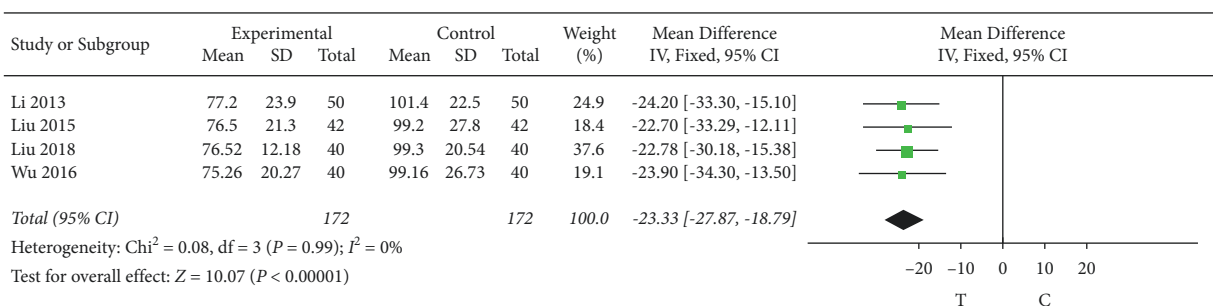 Study or Subgroup Experimental Control Weight (%) Mean Difference IV, Fixed, 95% CI Mean Difference IV, Fixed, 95% CI
Mean SD Total Mean SD Total
Li 2013 77.2 23.9 50 101.4 22.5 50 24.9 -24.20 [-33.30, -15.10]
Liu 2015 76.5 21.3 42 99.2 27.8 42 18.4 -22.70 [-33.29, -12.11]
Liu 2018 76.52 12.18 40 99.3 20.54 40 37.6 -22.78 [-30.18, -15.38]
Wu 2016 75.26 20.27 40 99.16 26.73 40 19.1 -23.90 [-34.30, -13.50]
Total (95% CI) 172 172 100.0 -23.33 [-27.87, -18.79]
Heterogeneity: Chi² = 0.08, df = 3 (P = 0.99); I² = 0%
Test for overall effect: Z = 10.07 (P < 0.00001)
−20 −10 0 10 20
T C